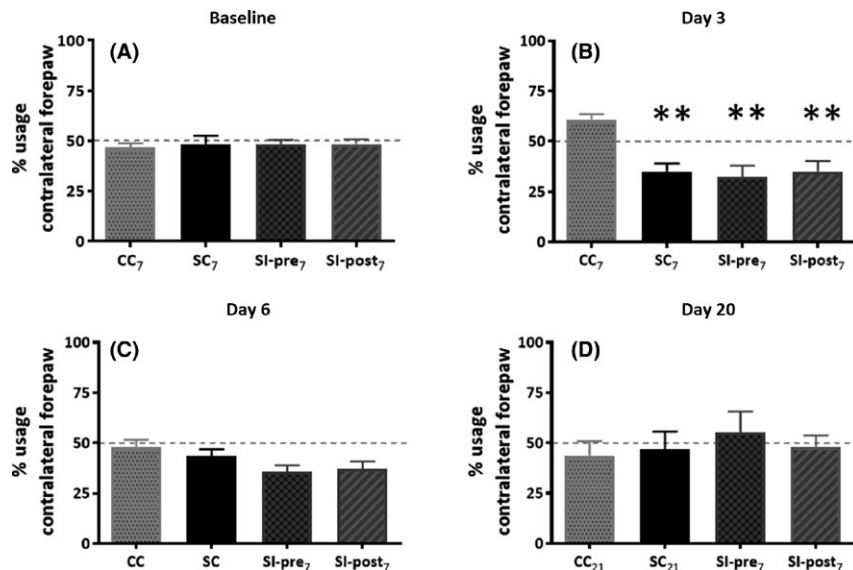 Baseline
(A)
% usage
contralateral forepaw
100
75
50
25
0
CC₇ SC₇ SI-pre₇ SI-post₇
Day 3
(B)
% usage
contralateral forepaw
100
75
50
25
0
** ** **
CC₇ SC₇ SI-pre₇ SI-post₇
Day 6
(C)
% usage
contralateral forepaw
100
75
50
25
0
CC SC SI-pre₇ SI-post₇
Day 20
(D)
% usage
contralateral forepaw
100
75
50
25
0
CC₂₁ SC₂₁ SI-pre₇ SI-post₇